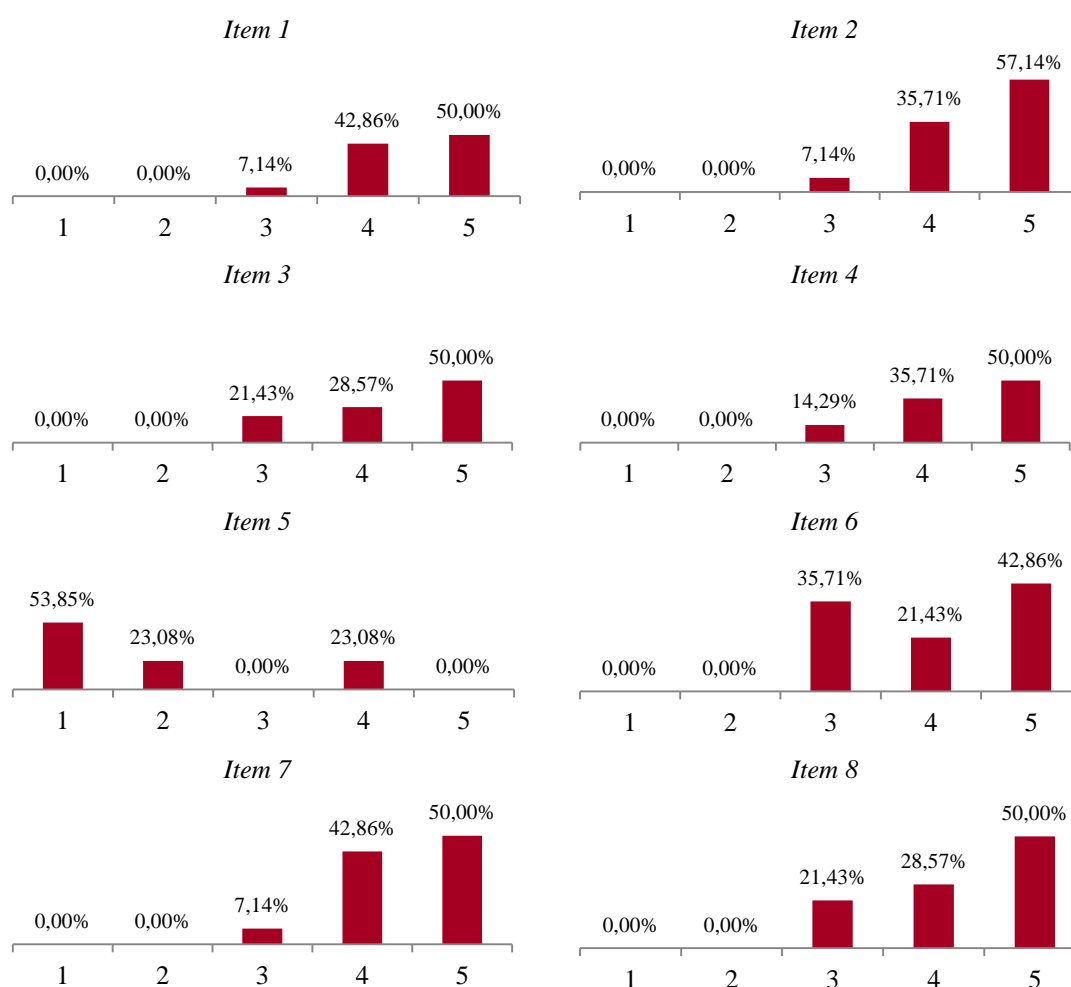 Item 1
50,00%
42,86%
7,14%
0,00% 0,00%
1 2 3 4 5
Item 2
57,14%
35,71%
7,14%
0,00% 0,00%
1 2 3 4 5
Item 3
50,00%
28,57%
21,43%
0,00% 0,00%
1 2 3 4 5
Item 4
50,00%
35,71%
14,29%
0,00% 0,00%
1 2 3 4 5
Item 5
53,85%
23,08% 23,08%
0,00% 0,00%
1 2 3 4 5
Item 6
42,86%
35,71%
21,43%
0,00% 0,00%
1 2 3 4 5
Item 7
50,00%
42,86%
7,14%
0,00% 0,00%
1 2 3 4 5
Item 8
50,00%
28,57%
21,43%
0,00% 0,00%
1 2 3 4 5